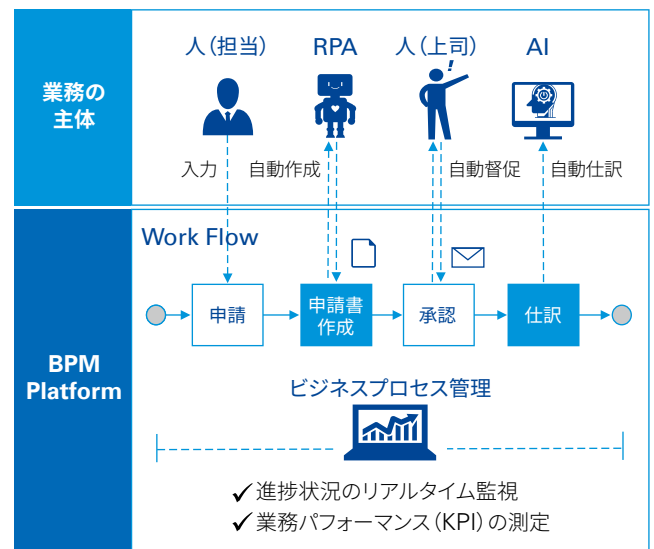 人（担当）
RPA
人（上司）
AI
業務の
主体
入力
自動作成
自動督促
自動仕訳
Work Flow
申請
申請書
作成
承認
仕訳
BPM
Platform
ビジネスプロセス管理
✓進捗状況のリアルタイム監視
✓業務パフォーマンス（KPI）の測定